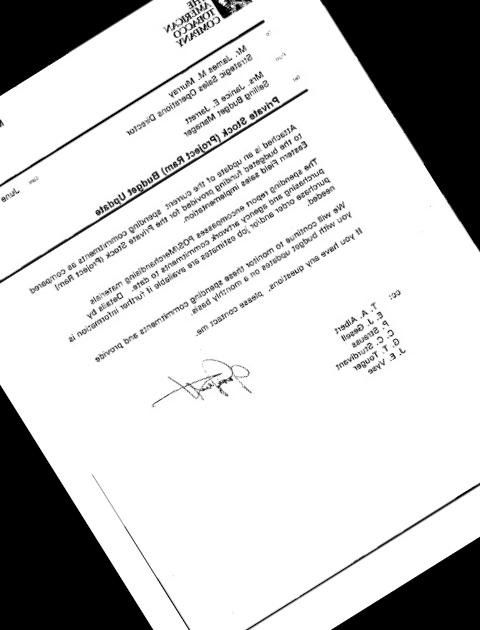 THE
AMERICAN
TOBACCO
COMPANY
To:
Mr. James M. Murray
Strategic Sales Operations Director
From:
Mrs. Janice E. Jarrett
Selling Budget Manager
Date:
June
Re:
Private Stock (Project Ram) Budget Update
Attached is an update of the current spending commitments as compared
to the budgeted funding provided for the Private Stock (Project Ram)
Eastern Field sales implementation.
The spending report encompasses POS/Merchandising materials
purchasing and agency artwork commitments to date. Details by
purchase order and/or job estimates are available if further information is
needed.
We will continue to monitor these spending commitments and provide
you with budget updates on a monthly basis.
If you have any questions, please contact me.
cc:
T. A. Albert
E. J. Gesell
P. Strauss
C. C. Sturdivant
G. T. Touger
J. E. Vyse